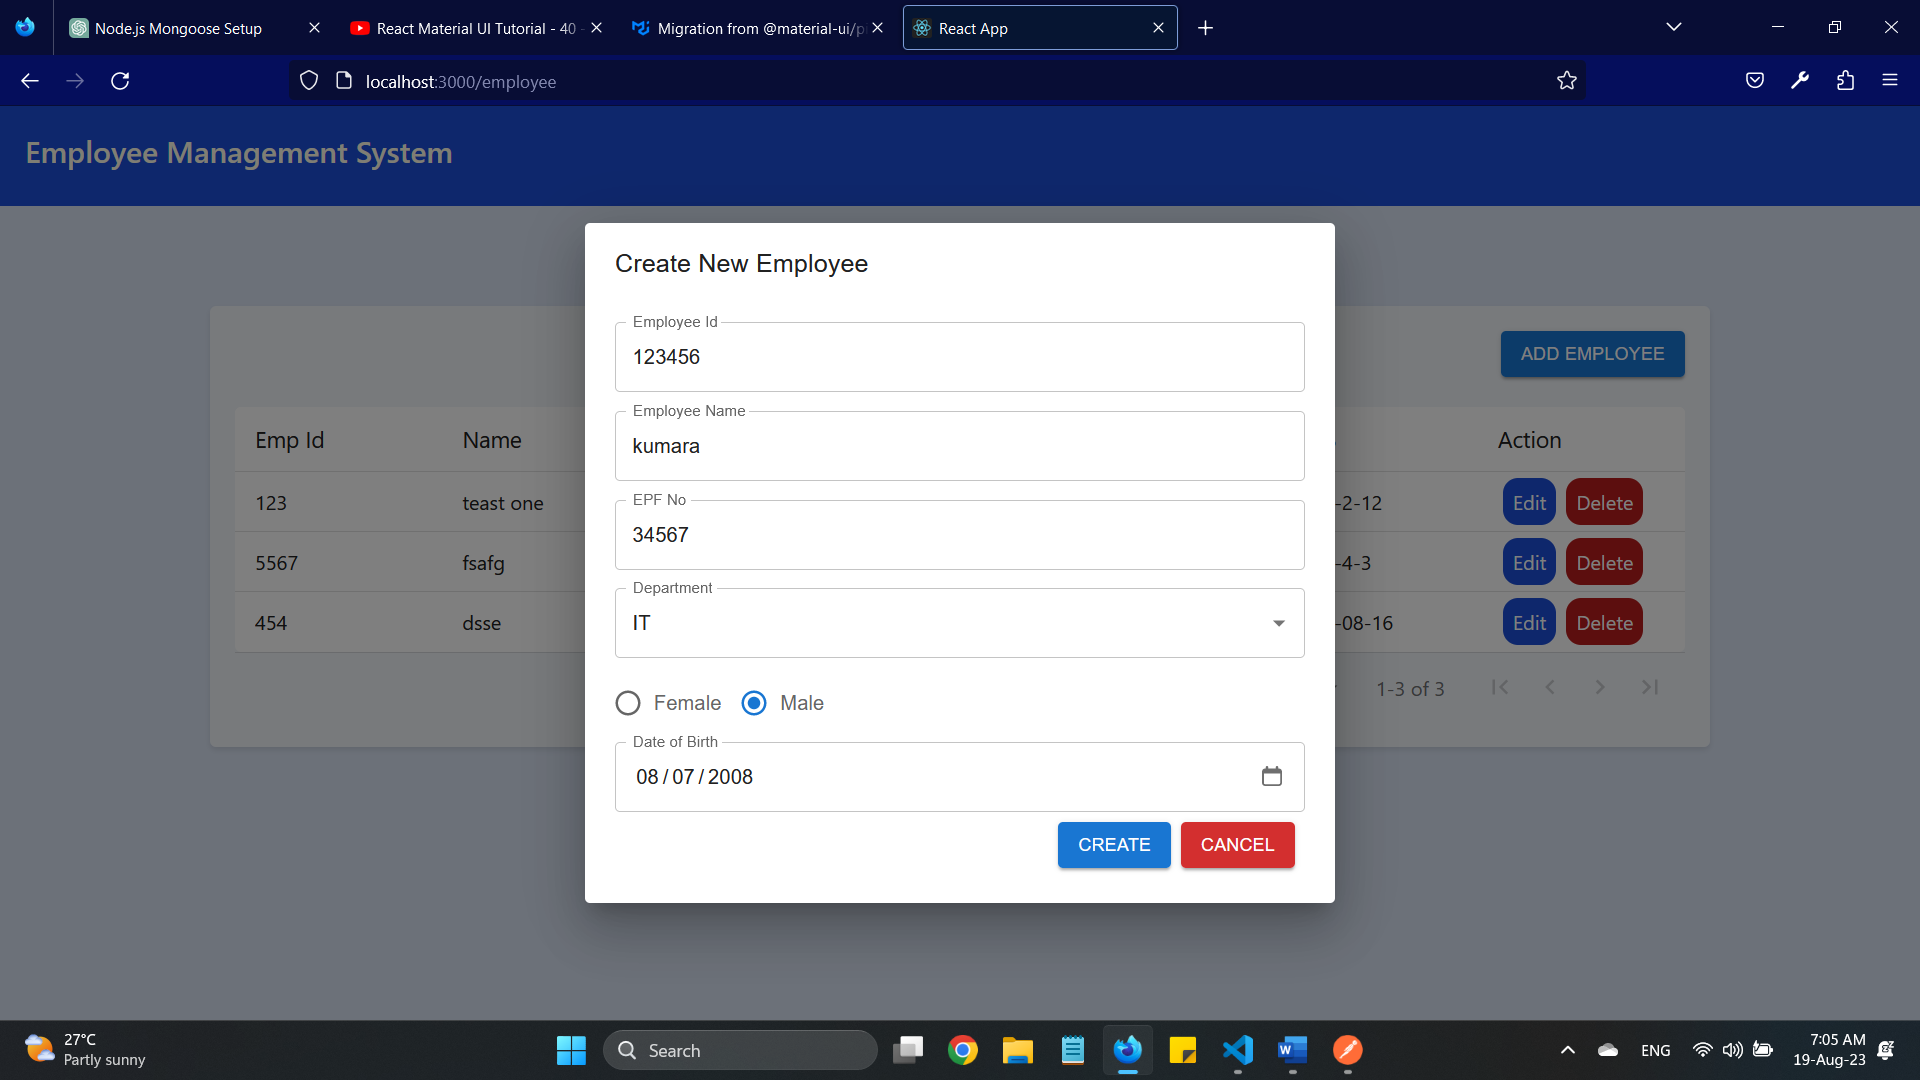 Node.js Mongoose Setup
React Material UI Tutorial - 40 -
Migration from @material-ui/pi
React App
localhost:3000/employee
Employee Management System
Create New Employee
Employee Id
123456
ADD EMPLOYEE
Employee Name
kumara
Emp Id Name Action
EPF No
34567
123 teast one -2-12 Edit Delete
5567 fsafg -4-3 Edit Delete
Department
IT
454 dsse -08-16 Edit Delete
1-3 of 3
Female Male
Date of Birth
08/07/2008
CREATE CANCEL
27°C
Partly sunny
Search
ENG
7:05 AM
19-Aug-23